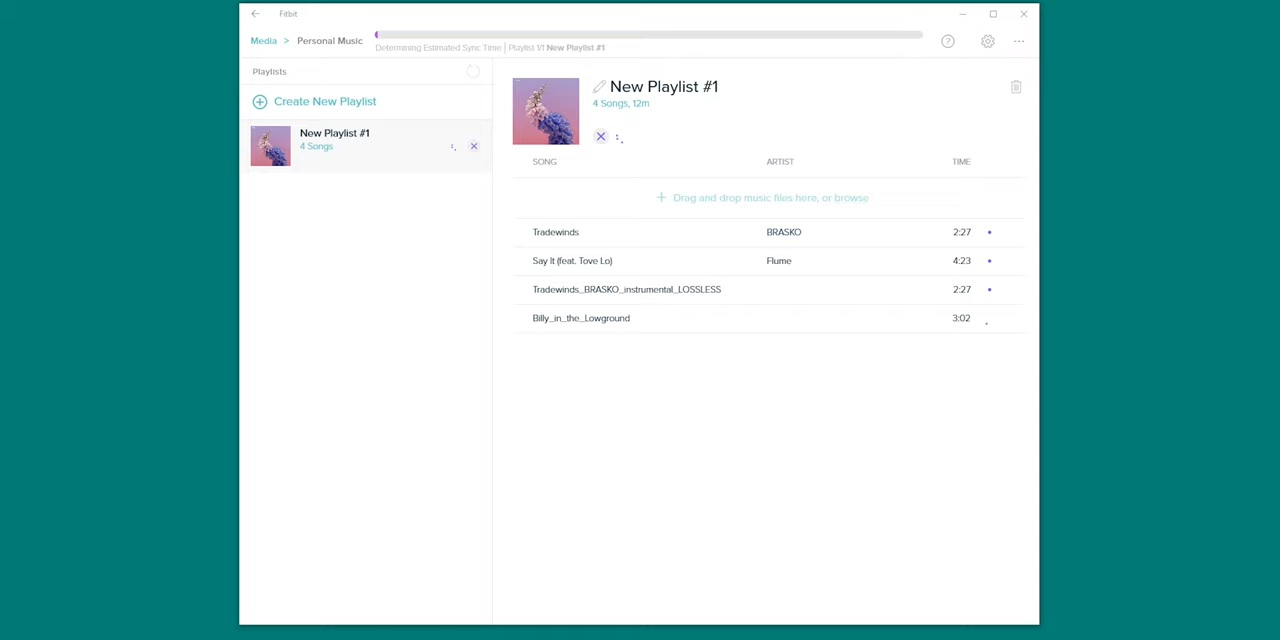 Fitbit
Media > Personal Music
Determining Estimated Sync Time | Playlist 1/1 New Playlist #1
Playlists
Create New Playlist
New Playlist #1
4 Songs
New Playlist #1
4 Songs, 12m
SONG ARTIST TIME
Drag and drop music files here, or browse
Tradewinds BRASKO 2:27
Say It (feat. Tove Lo) Flume 4:23
Tradewinds_BRASKO_instrumental_LOSSLESS 2:27
Billy_in_the_Lowground 3:02